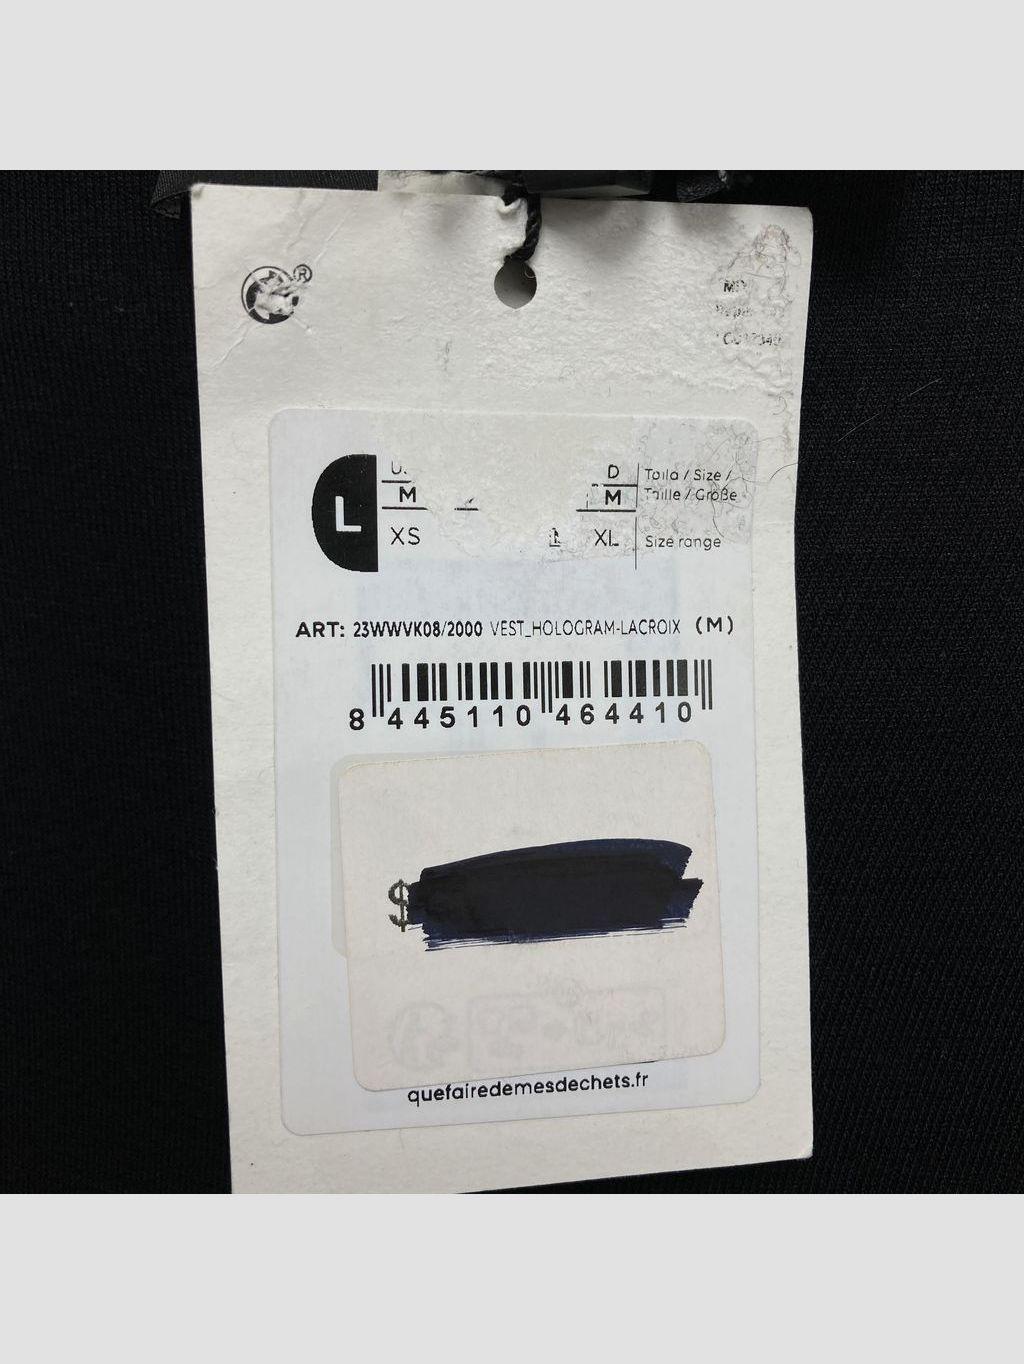 ®
L
M
M
XS
D
XL
Talla / Size /
Taille / Größe
Size range
ART: 23WWVK08/2000 VEST_HOLOGRAM-LACROIX (M)
8 445110 464410
$
quefairedemesdechets.fr